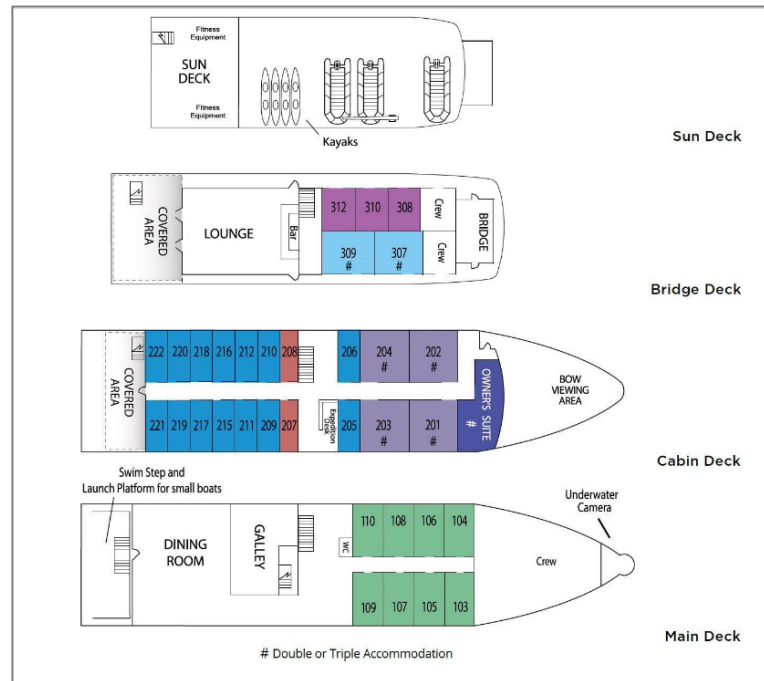 Fitness
Equipment
SUN
DECK
Fitness
Equipment
Kayaks
Sun Deck
COVERED
AREA
LOUNGE
Bar
312 310 308 Crew
309 307 Crew
# #
BRIDGE
Bridge Deck
COVERED
AREA
222 220 218 216 212 210 208 206 204 202
# #
Expedition
Desk
221 219 217 215 211 209 207 205 203 201
# #
OWNER'S SUITE
#
BOW
VIEWING
AREA
Cabin Deck
Swim Step and
Launch Platform for small boats
Underwater
Camera
DINING
ROOM
GALLEY
WC
110 108 106 104
109 107 105 103
Crew
Main Deck
# Double or Triple Accommodation